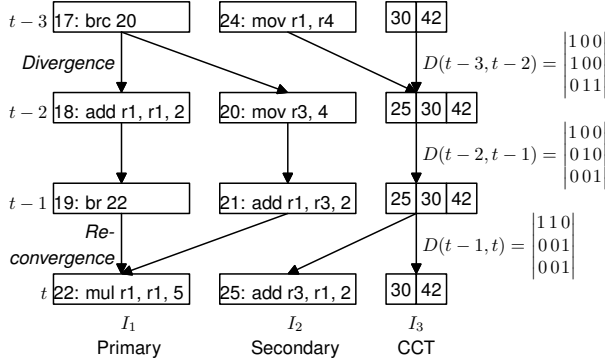 t − 3 17: brc 20 24: mov r1, r4 30 42
Divergence D(t − 3, t − 2) = |1 0 0|
|1 0 0|
|0 1 1|
t − 2 18: add r1, r1, 2 20: mov r3, 4 25 30 42
D(t − 2, t − 1) = |1 0 0|
|0 1 0|
|0 0 1|
t − 1 19: br 22 21: add r1, r3, 2 25 30 42
Re-
convergence D(t − 1, t) = |1 1 0|
|0 0 1|
|0 0 1|
t 22: mul r1, r1, 5 25: add r3, r1, 2 30 42
I1 I2 I3
Primary Secondary CCT